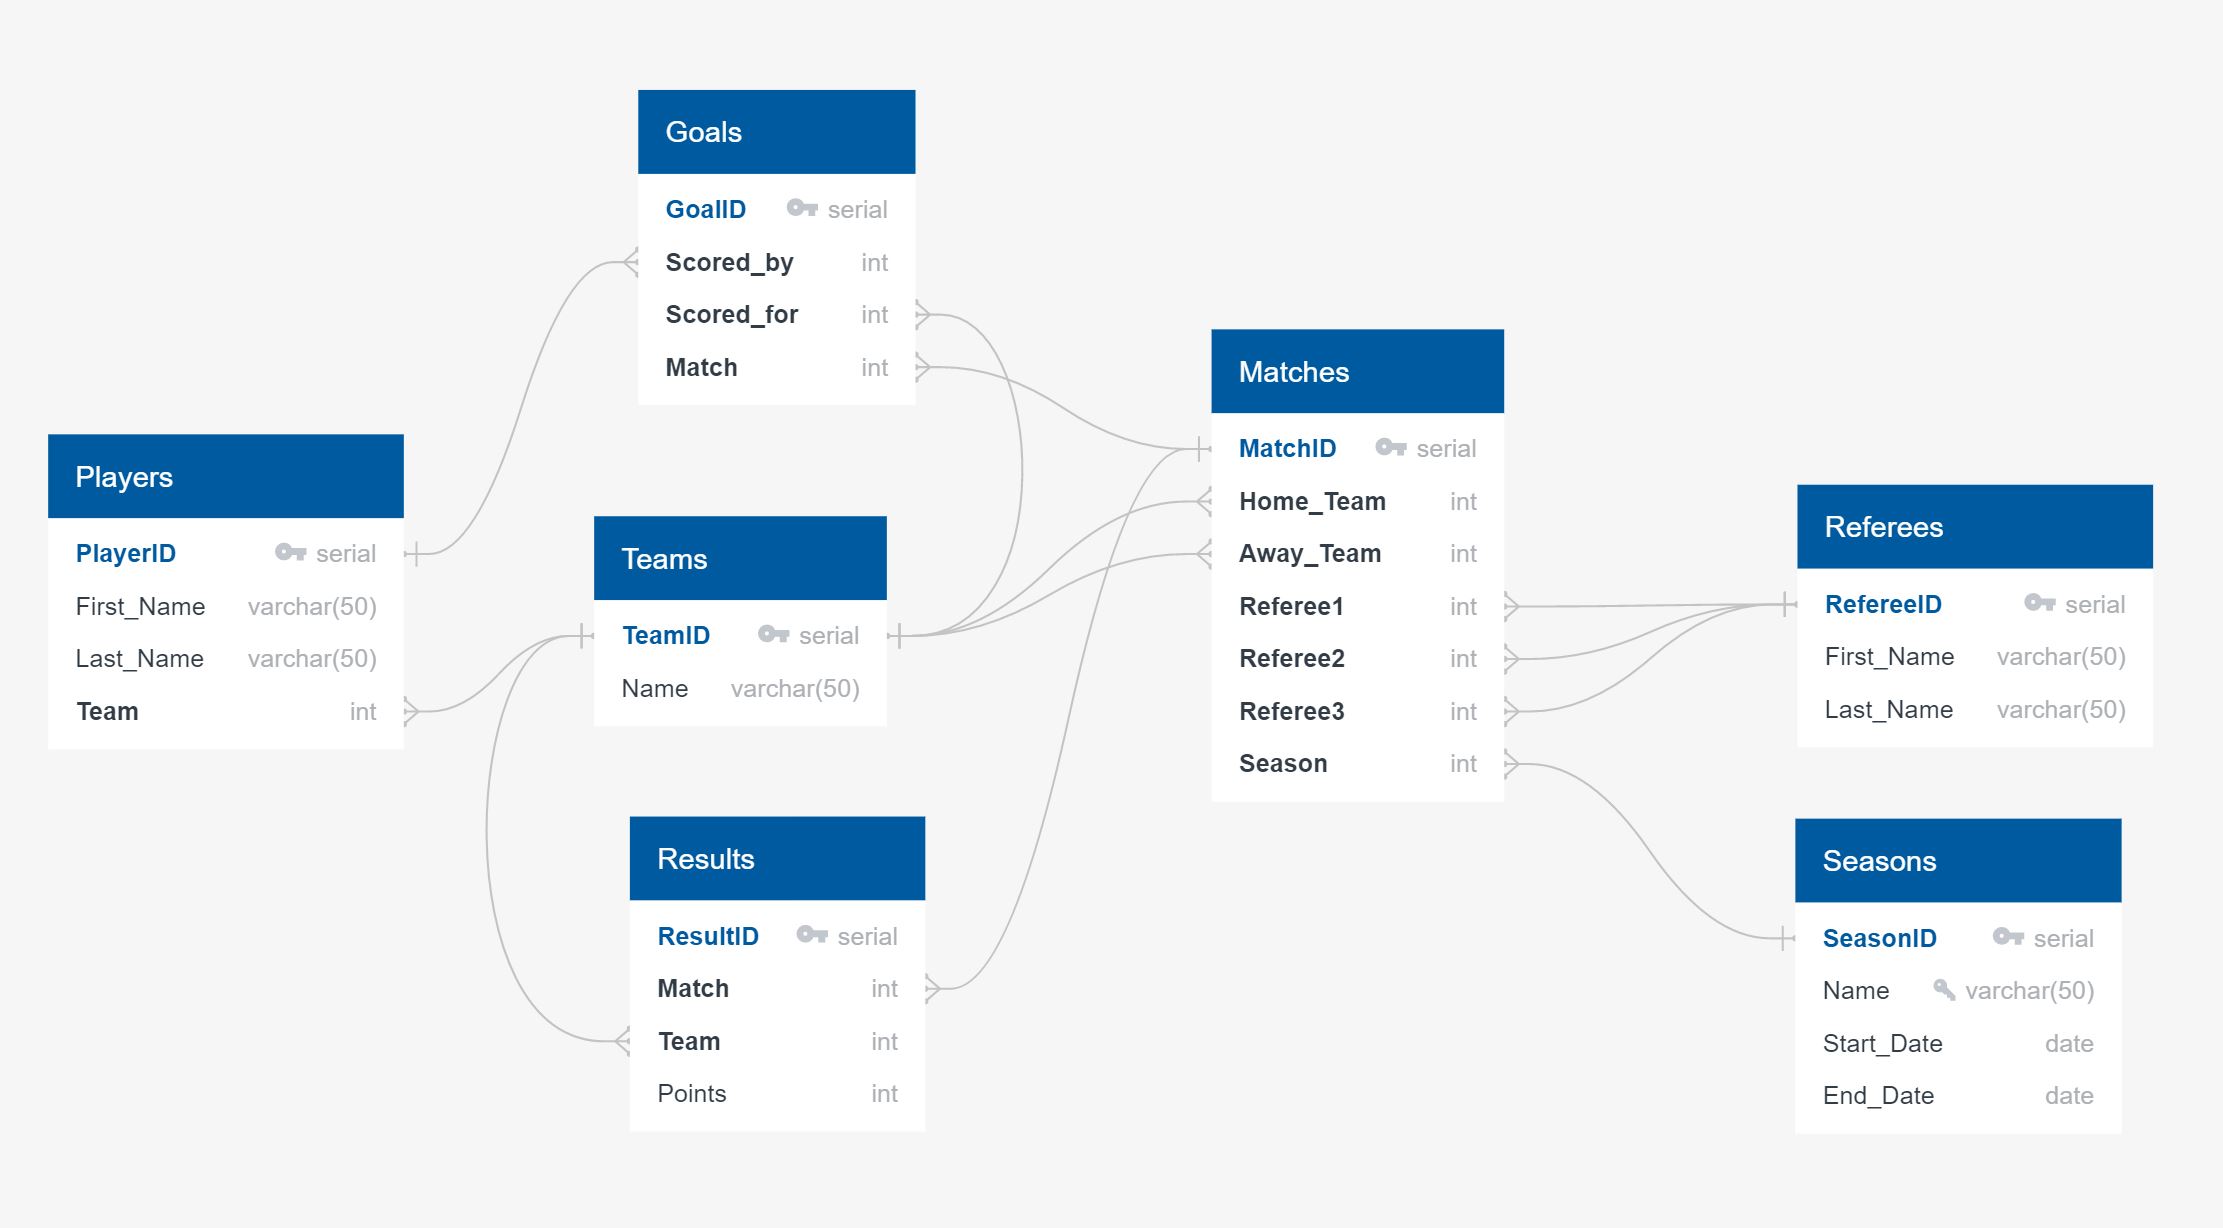 Goals
GoalID serial
Scored_by int
Scored_for int
Match int
Players
PlayerID serial
First_Name varchar(50)
Last_Name varchar(50)
Team int
Teams
TeamID serial
Name varchar(50)
Results
ResultID serial
Match int
Team int
Points int
Matches
MatchID serial
Home_Team int
Away_Team int
Referee1 int
Referee2 int
Referee3 int
Season int
Referees
RefereeID serial
First_Name varchar(50)
Last_Name varchar(50)
Seasons
SeasonID serial
Name varchar(50)
Start_Date date
End_Date date